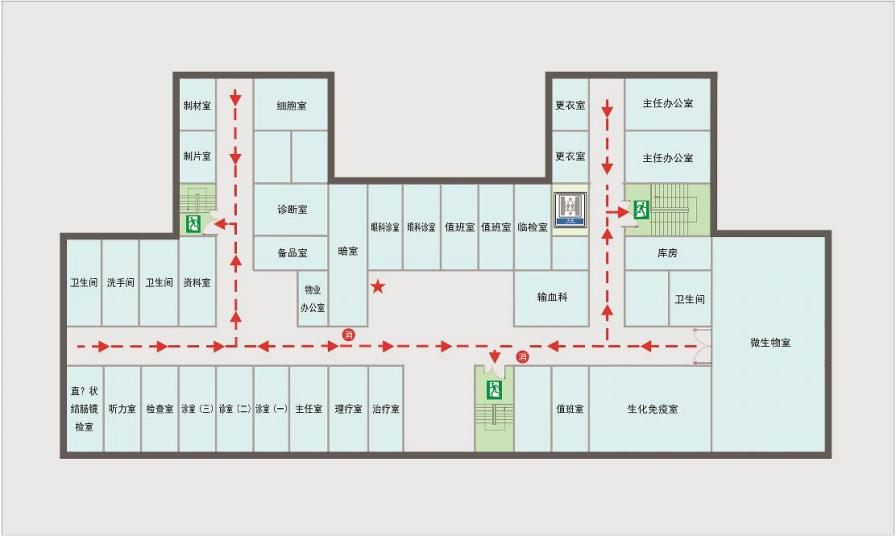 制材室
细胞室
更衣室
主任办公室
制片室
更衣室
主任办公室
诊断室
眼科诊室
眼科诊室
值班室
值班室
临检室
备品室
暗室
库房
卫生间
洗手间
卫生间
资料室
物业
办公室
输血科
卫生间
消
消
微生物室
直？状
结肠镜
检室
听力室
检查室
诊室（三）
诊室（二）
诊室（一）
主任室
理疗室
治疗室
值班室
生化免疫室